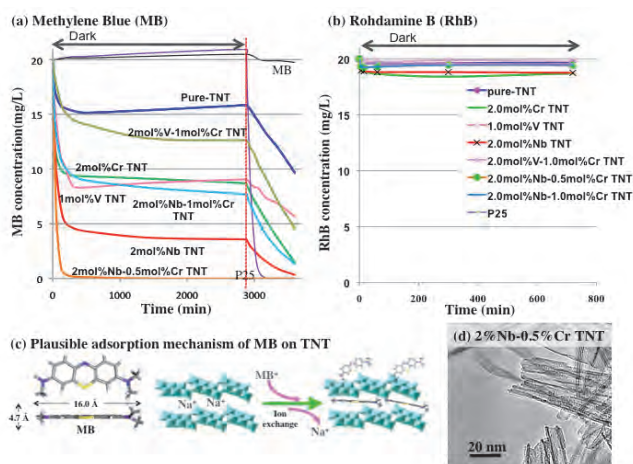 (a) Methylene Blue (MB)
Dark
MB concentration(mg/L)
20
15
10
5
0
MB
Pure-TNT
2mol%V-1mol%Cr TNT
2mol%Cr TNT
1mol%V TNT
2mol%Nb-1mol%Cr
TNT
2mol%Nb TNT
2mol%Nb-0.5mol%Cr TNT
P25
0 1000 2000 3000
Time (min)
(b) Rohdamine B (RhB)
Dark
RhB concentration(mg/L)
20
15
10
5
0
pure-TNT
2.0mol%Cr TNT
1.0mol%V TNT
2.0mol%Nb TNT
2.0mol%V-1.0mol%Cr TNT
2.0mol%Nb-0.5mol%Cr TNT
2.0mol%Nb-1.0mol%Cr TNT
P25
0 200 400 600 800
Time (min)
(c) Plausible adsorption mechanism of MB on TNT
16.0 Å
4.7 Å
MB
Na⁺ Na⁺
MB⁺
Ion
exchange
Na⁺
(d) 2%Nb-0.5%Cr TNT
20 nm